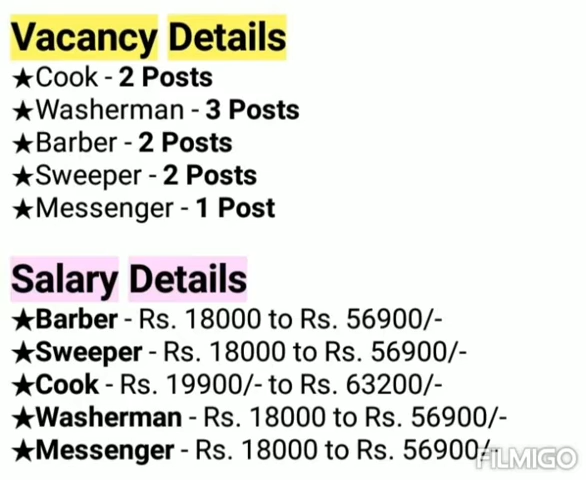 Vacancy Details
★Cook - 2 Posts
★Washerman - 3 Posts
★Barber - 2 Posts
★Sweeper - 2 Posts
★Messenger - 1 Post
Salary Details
★Barber - Rs. 18000 to Rs. 56900/-
★Sweeper - Rs. 18000 to Rs. 56900/-
★Cook - Rs. 19900/- to Rs. 63200/-
★Washerman - Rs. 18000 to Rs. 56900/-
★Messenger - Rs. 18000 to Rs. 56900/-
FILMIGO